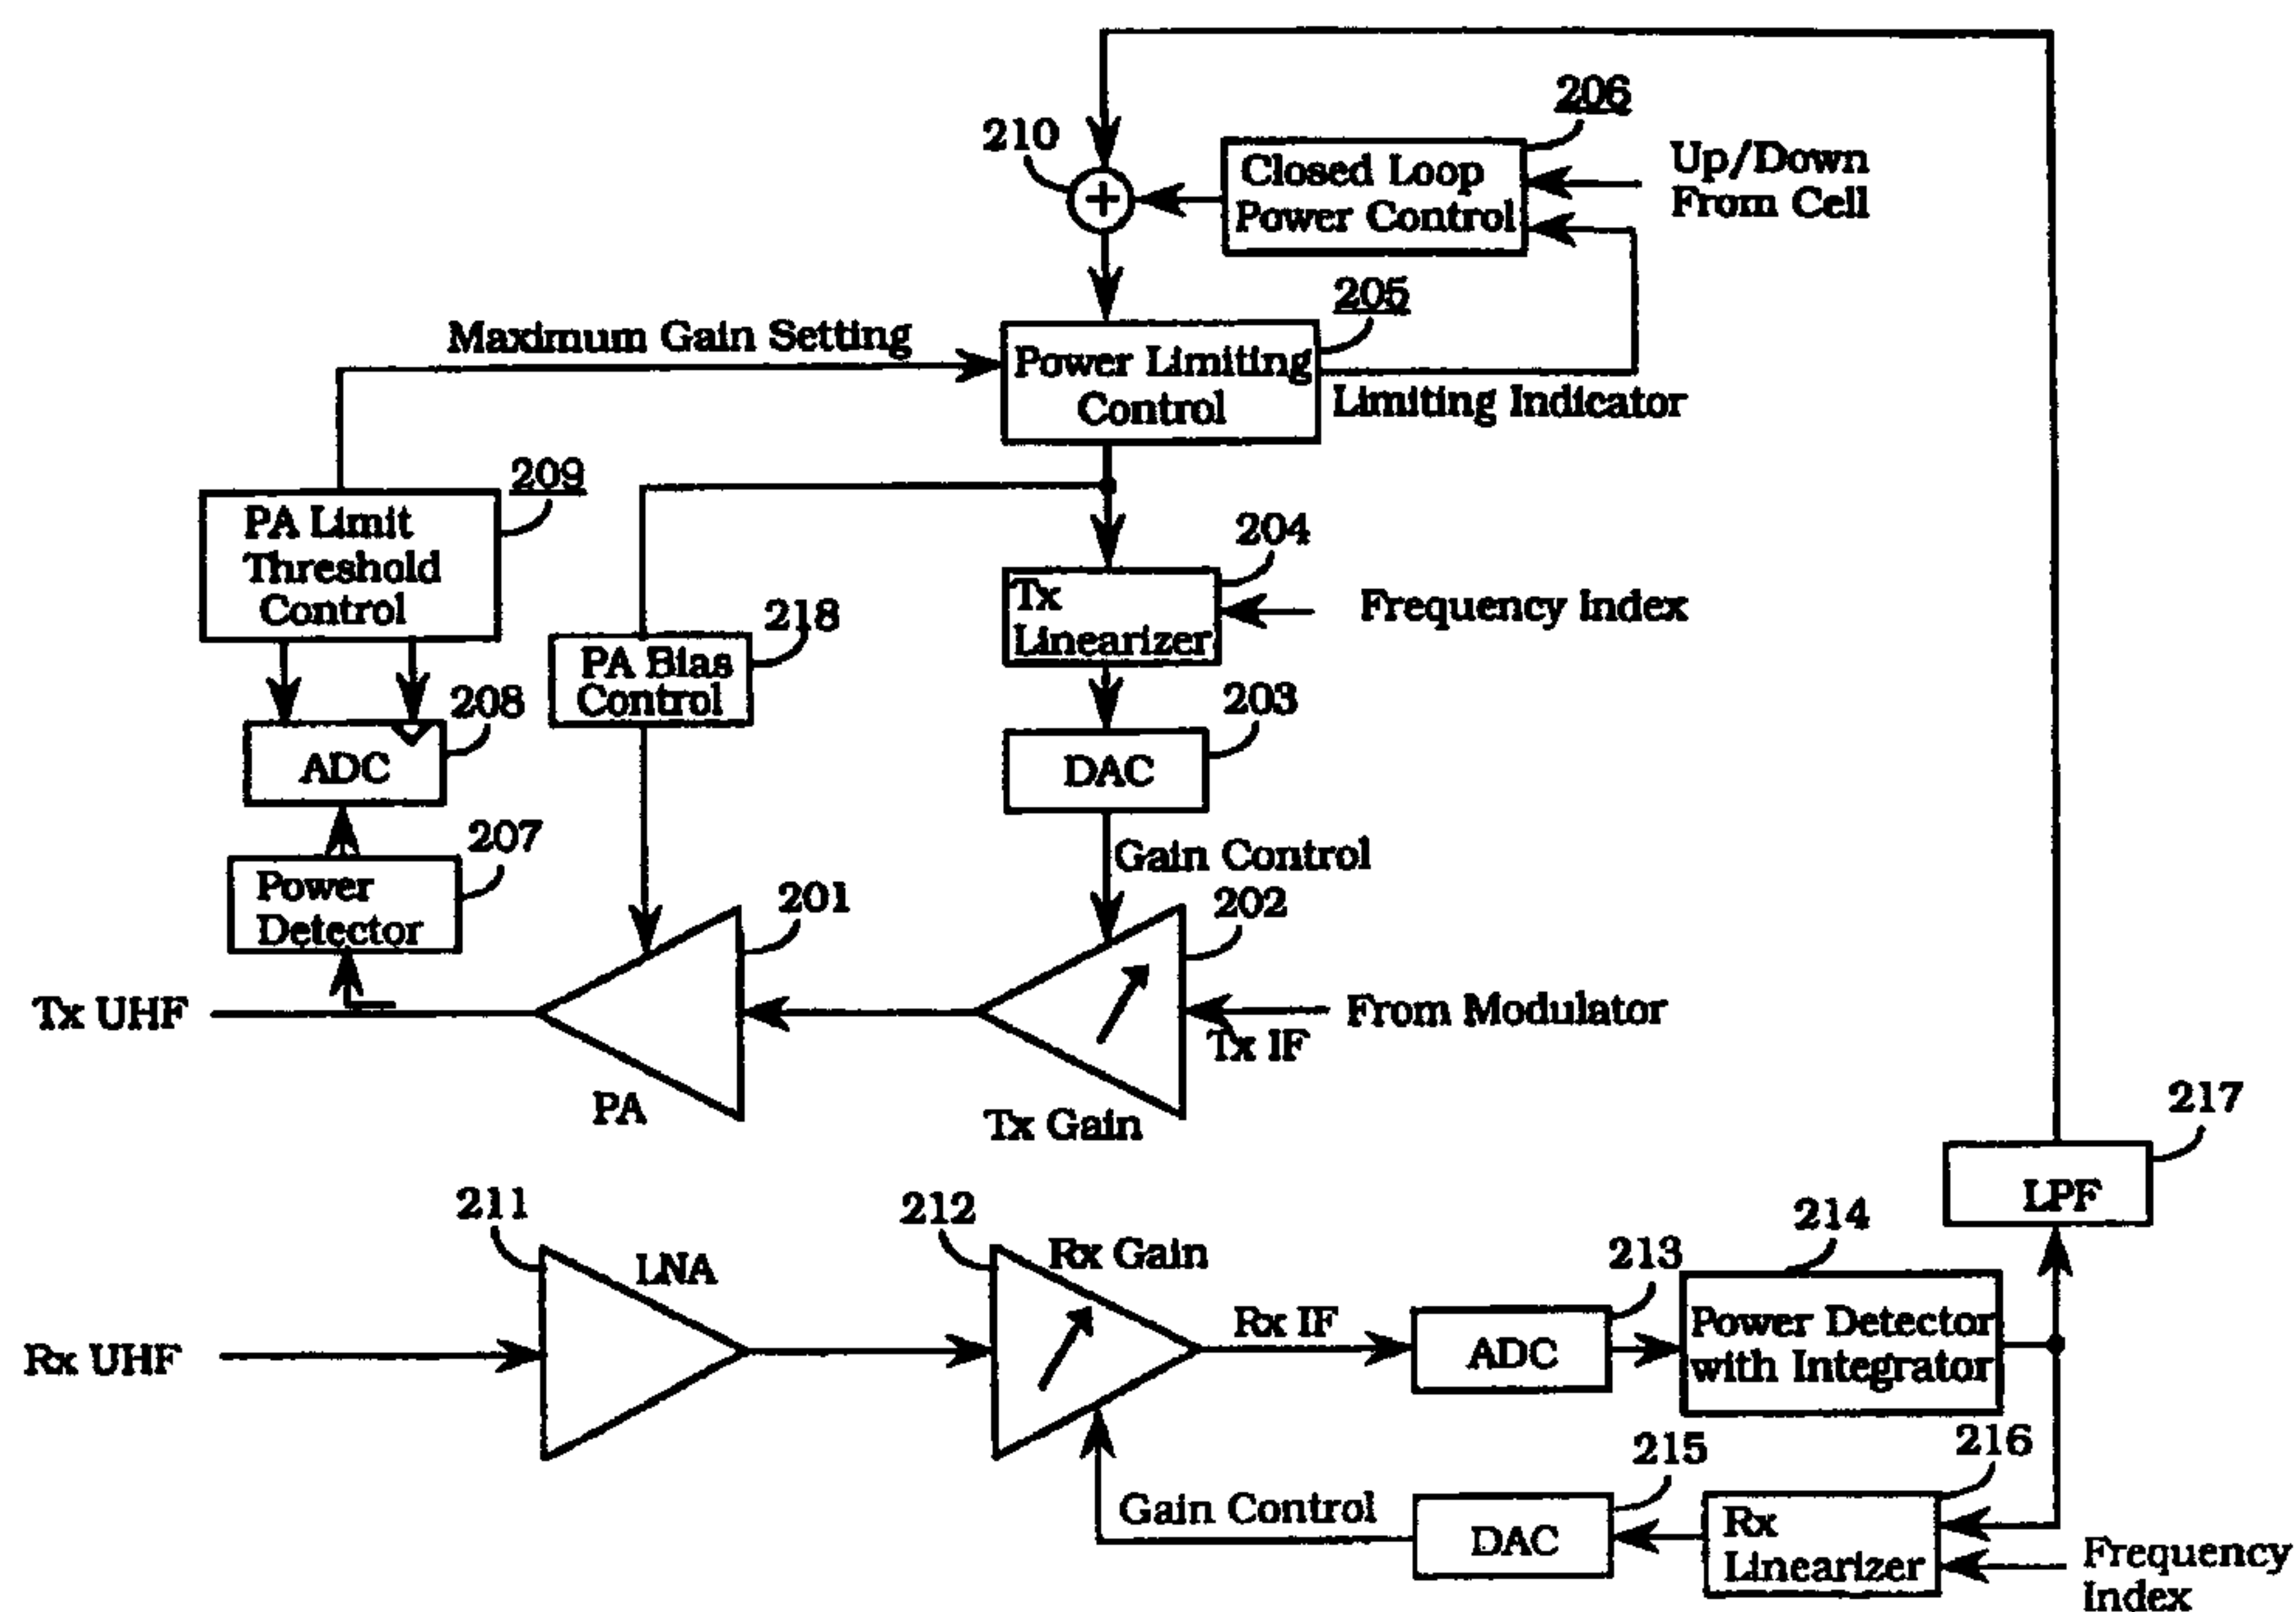 206
210
Closed Loop
Power Control
Up/Down
From Cell
+
205
Maximum Gain Setting
Power Limiting
Control
Limiting Indicator
209
PA Limit
Threshold
Control
204
Tx
Linearizer
Frequency Index
218
PA Bias
Control
208
ADC
203
DAC
207
Power
Detector
Gain Control
201
202
Tx UHF
From Modulator
Tx IF
PA
Tx Gain
217
LPF
211
LNA
212
Rx Gain
214
213
Rx UHF
Rx IF
ADC
Power Detector
with Integrator
215
216
Gain Control
DAC
Rx
Linearizer
Frequency
Index